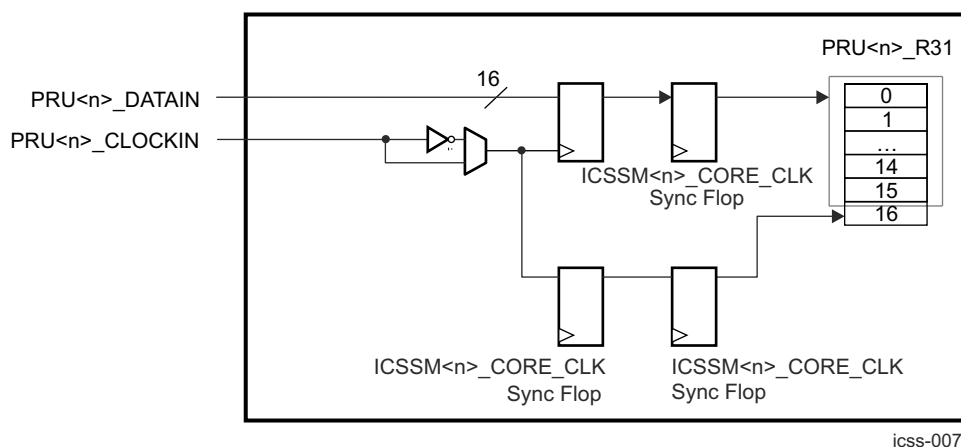 PRU<n>_R31
16
PRU<n>_DATAIN
0
PRU<n>_CLOCKIN
1
...
14
15
16
ICSSM<n>_CORE_CLK
Sync Flop
ICSSM<n>_CORE_CLK
Sync Flop
ICSSM<n>_CORE_CLK
Sync Flop
icss-007